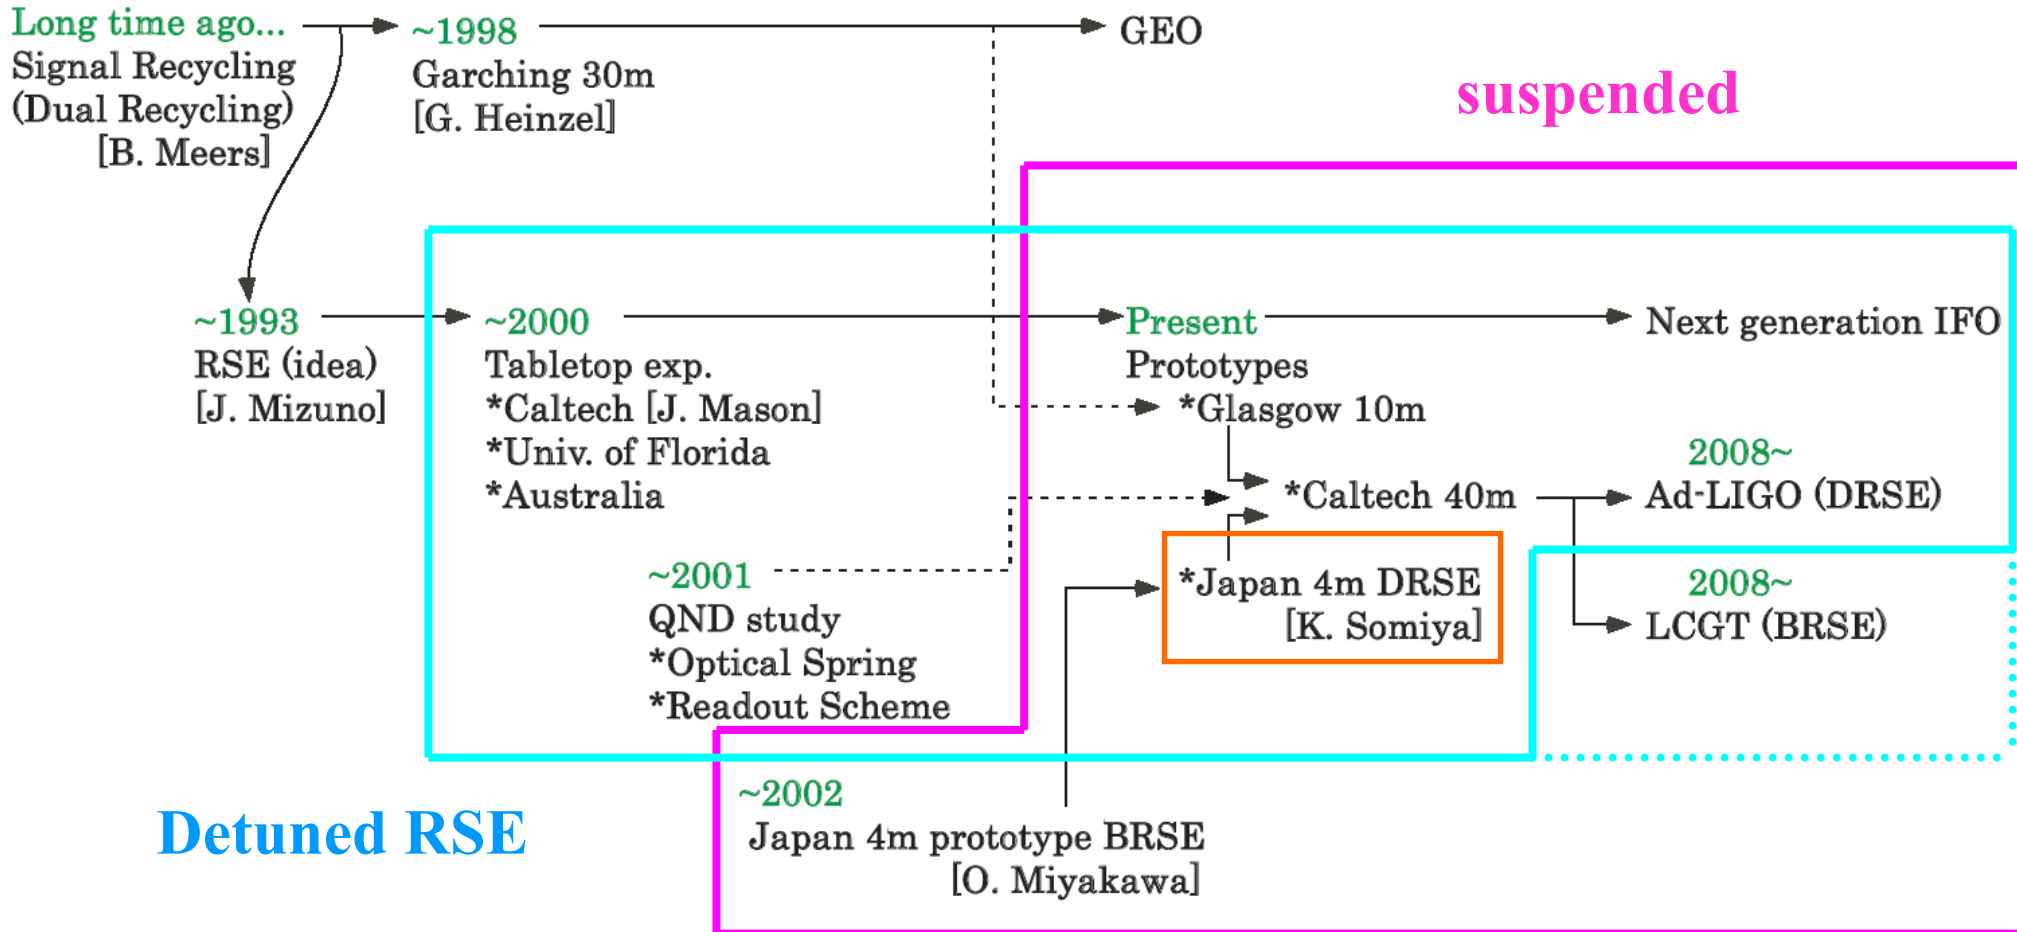 Long time ago...
Signal Recycling
(Dual Recycling)
[B. Meers]
~1998
Garching 30m
[G. Heinzel]
GEO
suspended
~1993
RSE (idea)
[J. Mizuno]
~2000
Tabletop exp.
*Caltech [J. Mason]
*Univ. of Florida
*Australia
Present
Prototypes
*Glasgow 10m
*Caltech 40m
*Japan 4m DRSE
[K. Somiya]
Next generation IFO
2008~
Ad-LIGO (DRSE)
2008~
LCGT (BRSE)
~2001
QND study
*Optical Spring
*Readout Scheme
~2002
Japan 4m prototype BRSE
[O. Miyakawa]
Detuned RSE